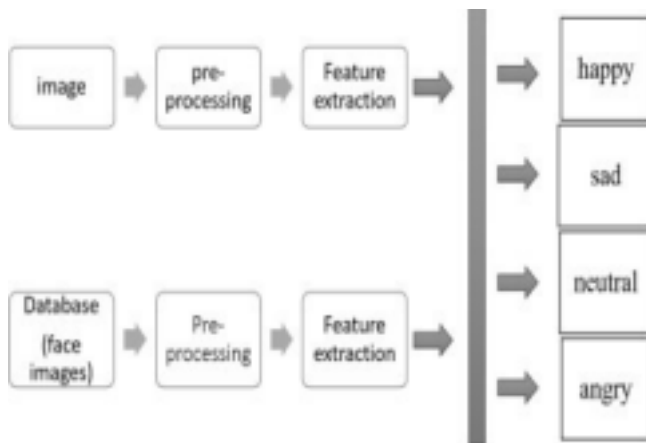 image
pre-
processing
Feature
extraction
happy
sad
Database
(face
images)
Pre-
processing
Feature
extraction
neutral
angry